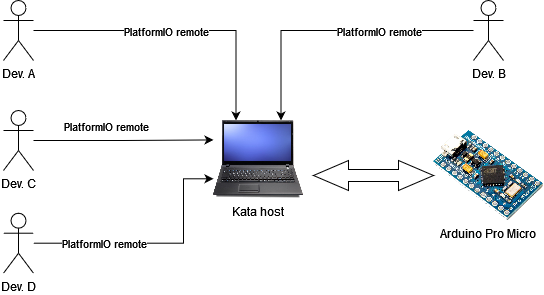 PlatformIO remote
PlatformIO remote
Dev. A
Dev. B
PlatformIO remote
Dev. C
Kata host
Arduino Pro Micro
PlatformIO remote
Dev. D